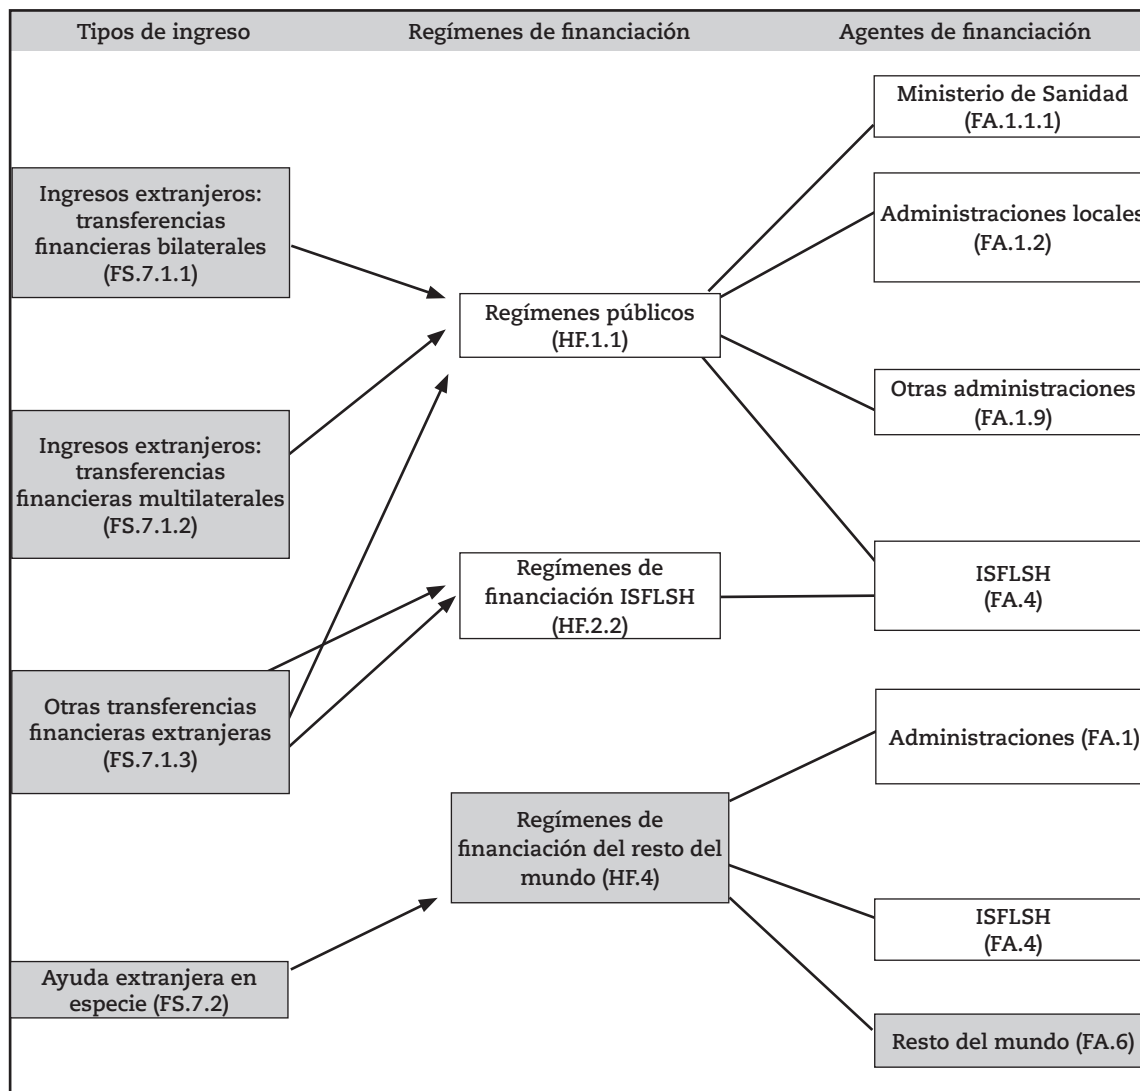 Tipos de ingreso
Regímenes de financiación
Agentes de financiación
Ingresos extranjeros:
transferencias
financieras bilaterales
(FS.7.1.1)
Ingresos extranjeros:
transferencias
financieras multilaterales
(FS.7.1.2)
Otras transferencias
financieras extranjeras
(FS.7.1.3)
Ayuda extranjera en
especie (FS.7.2)
Regímenes públicos
(HF.1.1)
Regímenes de
financiación ISFLSH
(HF.2.2)
Regímenes de
financiación del resto del
mundo (HF.4)
Ministerio de Sanidad
(FA.1.1.1)
Administraciones locales
(FA.1.2)
Otras administraciones
(FA.1.9)
ISFLSH
(FA.4)
Administraciones (FA.1)
ISFLSH
(FA.4)
Resto del mundo (FA.6)